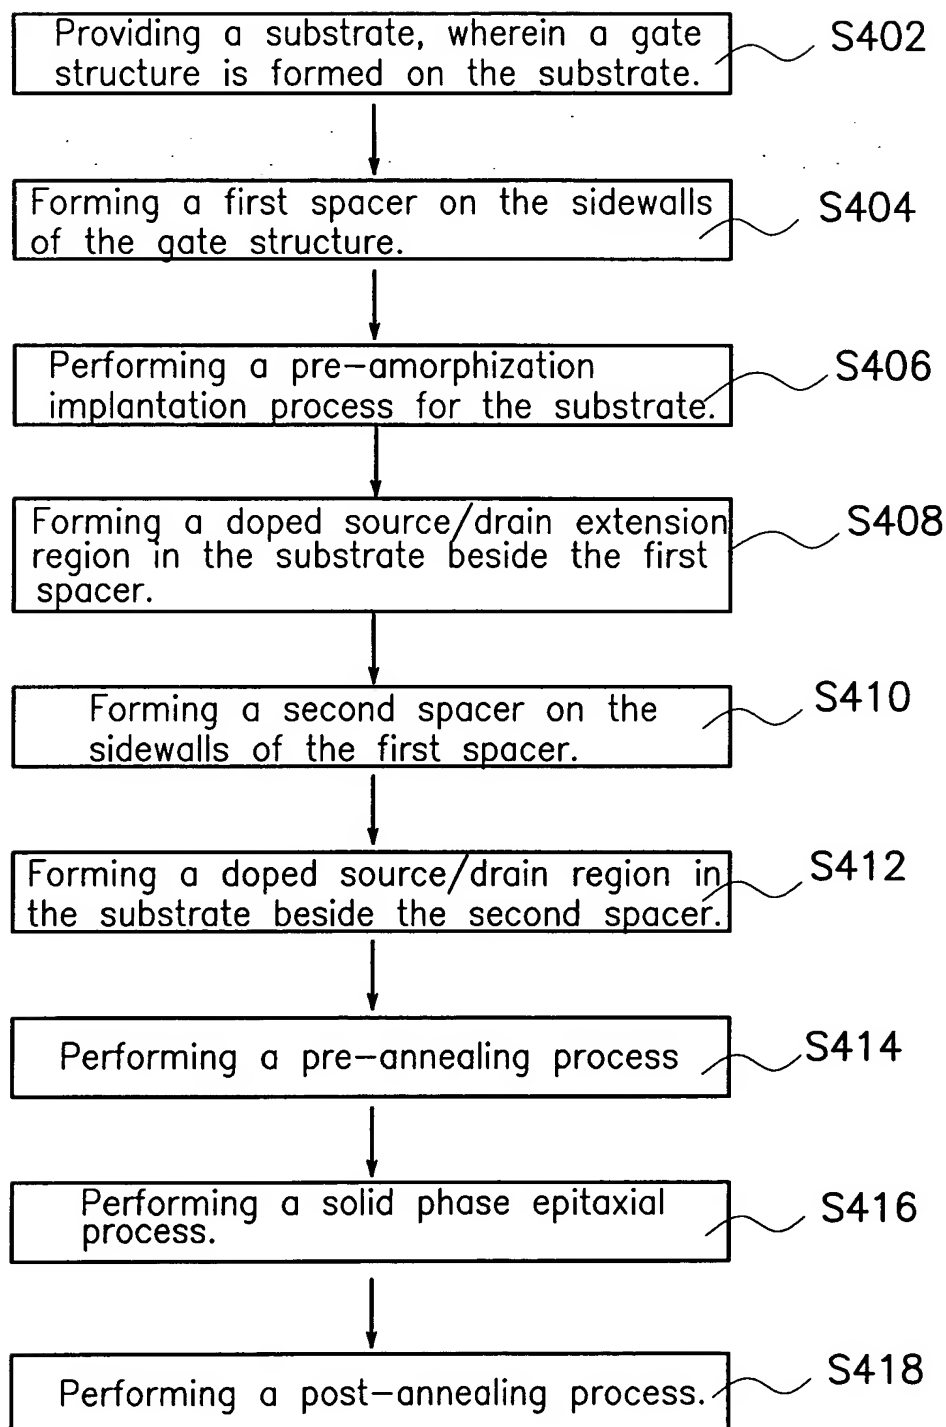 Providing a substrate, wherein a gate
structure is formed on the substrate.
S402
Forming a first spacer on the sidewalls
of the gate structure.
S404
Performing a pre-amorphization
implantation process for the substrate.
S406
Forming a doped source/drain extension
region in the substrate beside the first
spacer.
S408
Forming a second spacer on the
sidewalls of the first spacer.
S410
Forming a doped source/drain region in
the substrate beside the second spacer.
S412
Performing a pre-annealing process
S414
Performing a solid phase epitaxial
process.
S416
Performing a post-annealing process.
S418